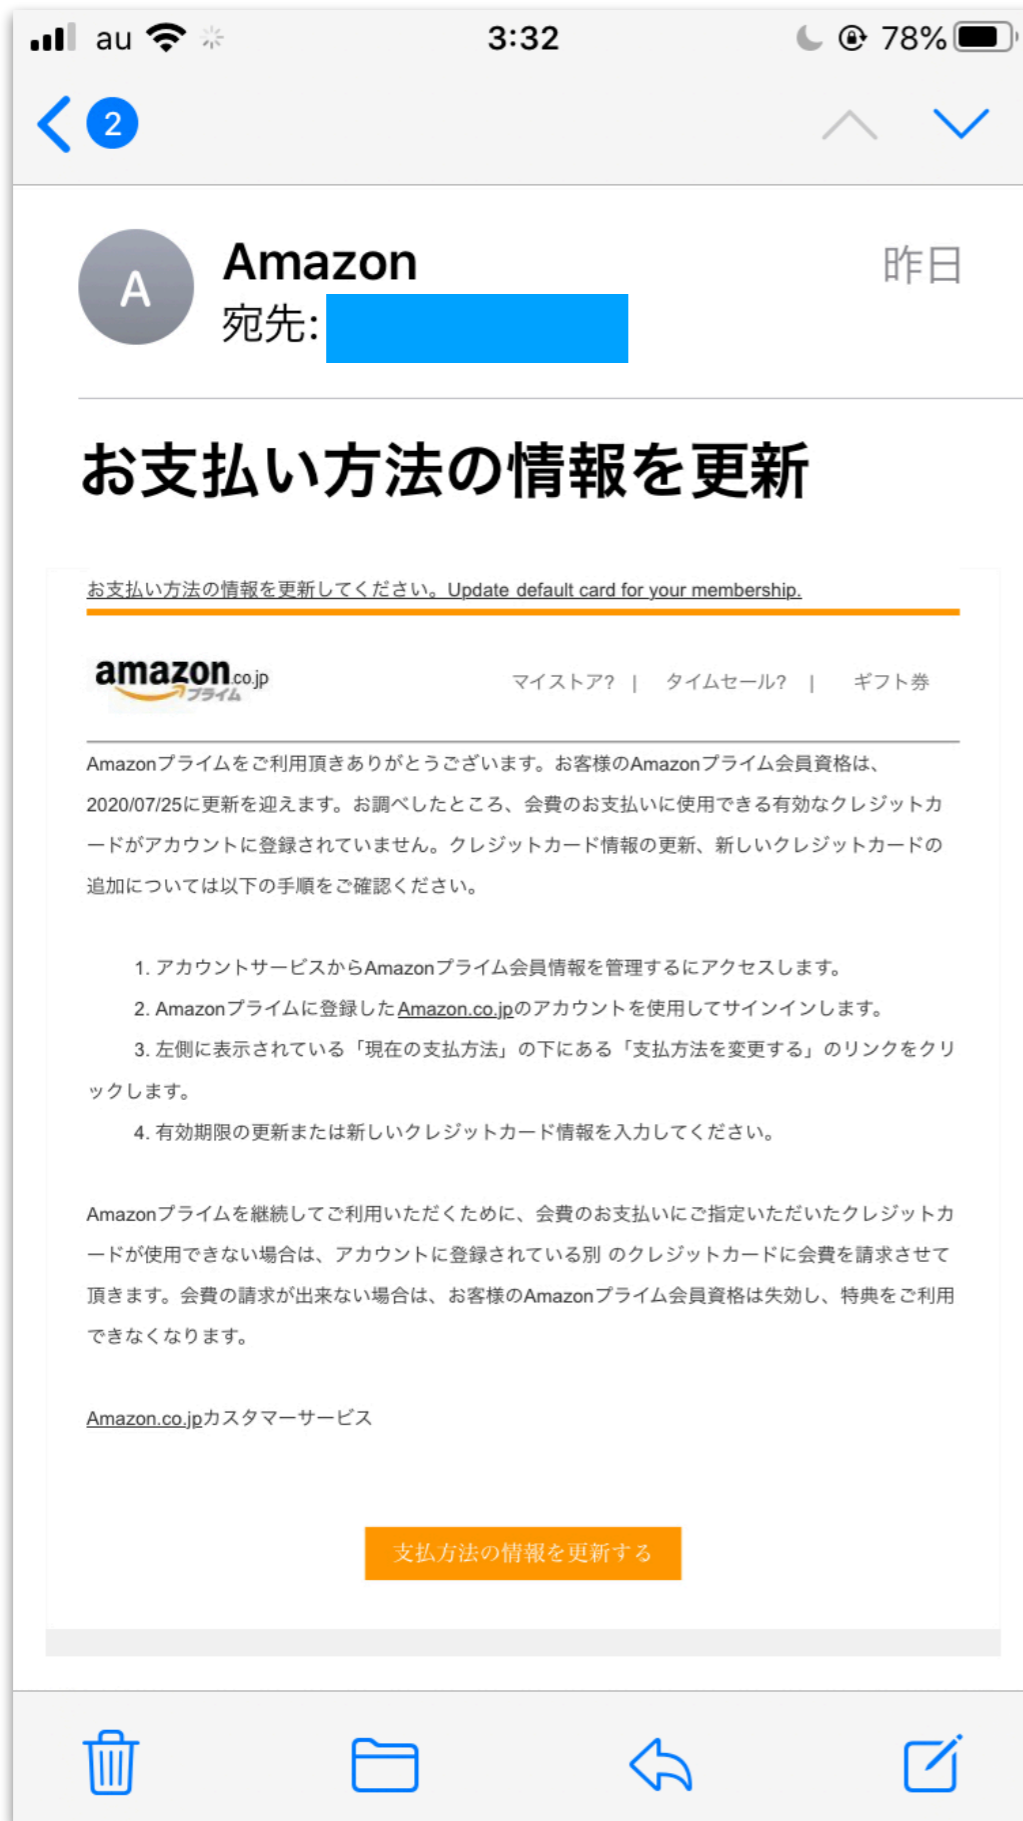 au 3:32 78%
2
A
Amazon
昨日
宛先:
お支払い方法の情報を更新
お支払い方法の情報を更新してください。Update default card for your membership.
amazon.co.jp
プライム
マイストア? | タイムセール? | ギフト券
Amazonプライムをご利用頂きありがとうございます。お客様のAmazonプライム会員資格は、
2020/07/25に更新を迎えます。お調べしたところ、会費のお支払いに使用できる有効なクレジットカ
ードがアカウントに登録されていません。クレジットカード情報の更新、新しいクレジットカードの
追加については以下の手順をご確認ください。
1. アカウントサービスからAmazonプライム会員情報を管理するにアクセスします。
2. Amazonプライムに登録したAmazon.co.jpのアカウントを使用してサインインします。
3. 左側に表示されている「現在の支払方法」の下にある「支払方法を変更する」のリンクをクリ
ックします。
4. 有効期限の更新または新しいクレジットカード情報を入力してください。
Amazonプライムを継続してご利用いただくために、会費のお支払いにご指定いただいたクレジットカ
ードが使用できない場合は、アカウントに登録されている別 のクレジットカードに会費を請求させて
頂きます。会費の請求が出来ない場合は、お客様のAmazonプライム会員資格は失効し、特典をご利用
できなくなります。
Amazon.co.jpカスタマーサービス
支払方法の情報を更新する